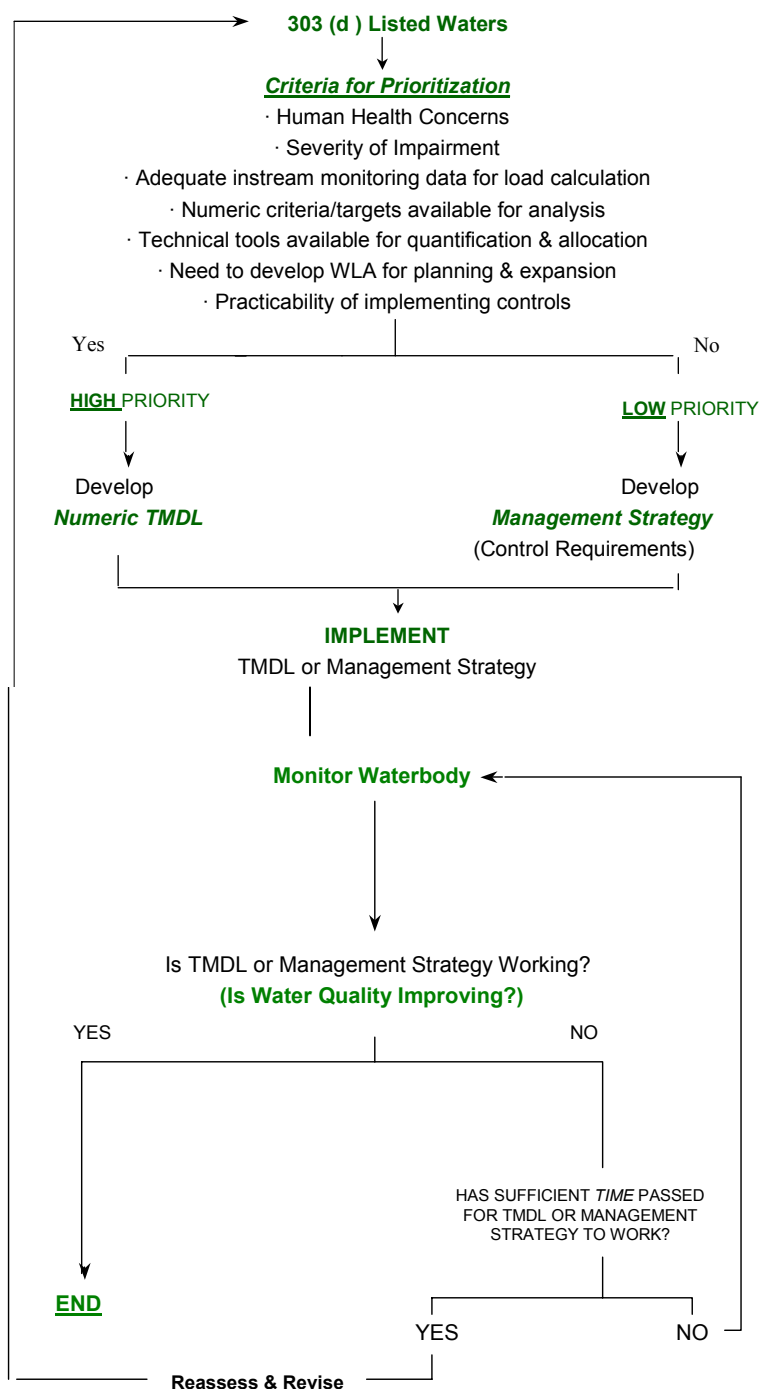 303 (d ) Listed Waters
Criteria for Prioritization
· Human Health Concerns
· Severity of Impairment
· Adequate instream monitoring data for load calculation
· Numeric criteria/targets available for analysis
· Technical tools available for quantification & allocation
· Need to develop WLA for planning & expansion
· Practicability of implementing controls
Yes
No
HIGH PRIORITY
LOW PRIORITY
Develop
Numeric TMDL
Develop
Management Strategy
(Control Requirements)
IMPLEMENT
TMDL or Management Strategy
Monitor Waterbody
Is TMDL or Management Strategy Working?
(Is Water Quality Improving?)
YES
NO
HAS SUFFICIENT TIME PASSED
FOR TMDL OR MANAGEMENT
STRATEGY TO WORK?
END
YES
NO
Reassess & Revise